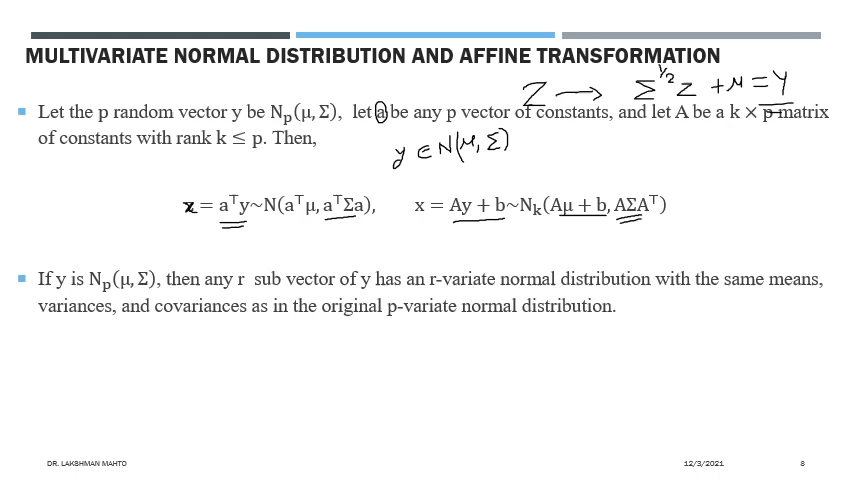 MULTIVARIATE NORMAL DISTRIBUTION AND AFFINE TRANSFORMATION
Z → Σ^{1/2} Z + μ = Y
Let the p random vector y be Nₚ(μ, Σ), let a be any p vector of constants, and let A be a k × p matrix
of constants with rank k ≤ p. Then,
y ∈ N(μ, Σ)
z = aᵀy~N(aᵀμ, aᵀΣa), x = Ay + b~Nₖ(Aμ + b, AΣAᵀ)
If y is Nₚ(μ, Σ), then any r sub vector of y has an r-variate normal distribution with the same means,
variances, and covariances as in the original p-variate normal distribution.
DR. LAKSHMAN MAHTO 12/3/2021 8